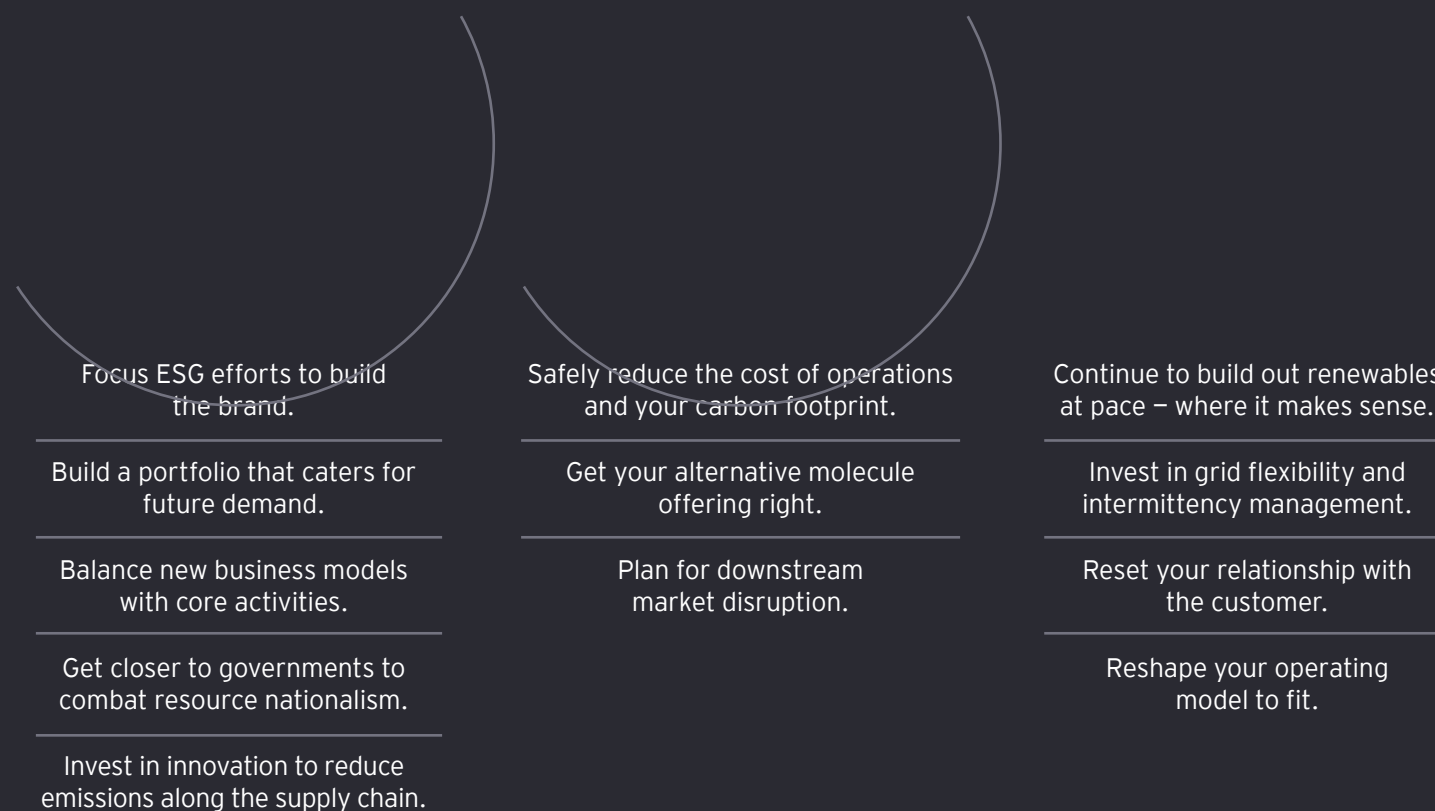 Focus ESG efforts to build
the brand.
Build a portfolio that caters for
future demand.
Balance new business models
with core activities.
Get closer to governments to
combat resource nationalism.
Invest in innovation to reduce
emissions along the supply chain.
Safely reduce the cost of operations
and your carbon footprint.
Get your alternative molecule
offering right.
Plan for downstream
market disruption.
Continue to build out renewables
at pace — where it makes sense.
Invest in grid flexibility and
intermittency management.
Reset your relationship with
the customer.
Reshape your operating
model to fit.